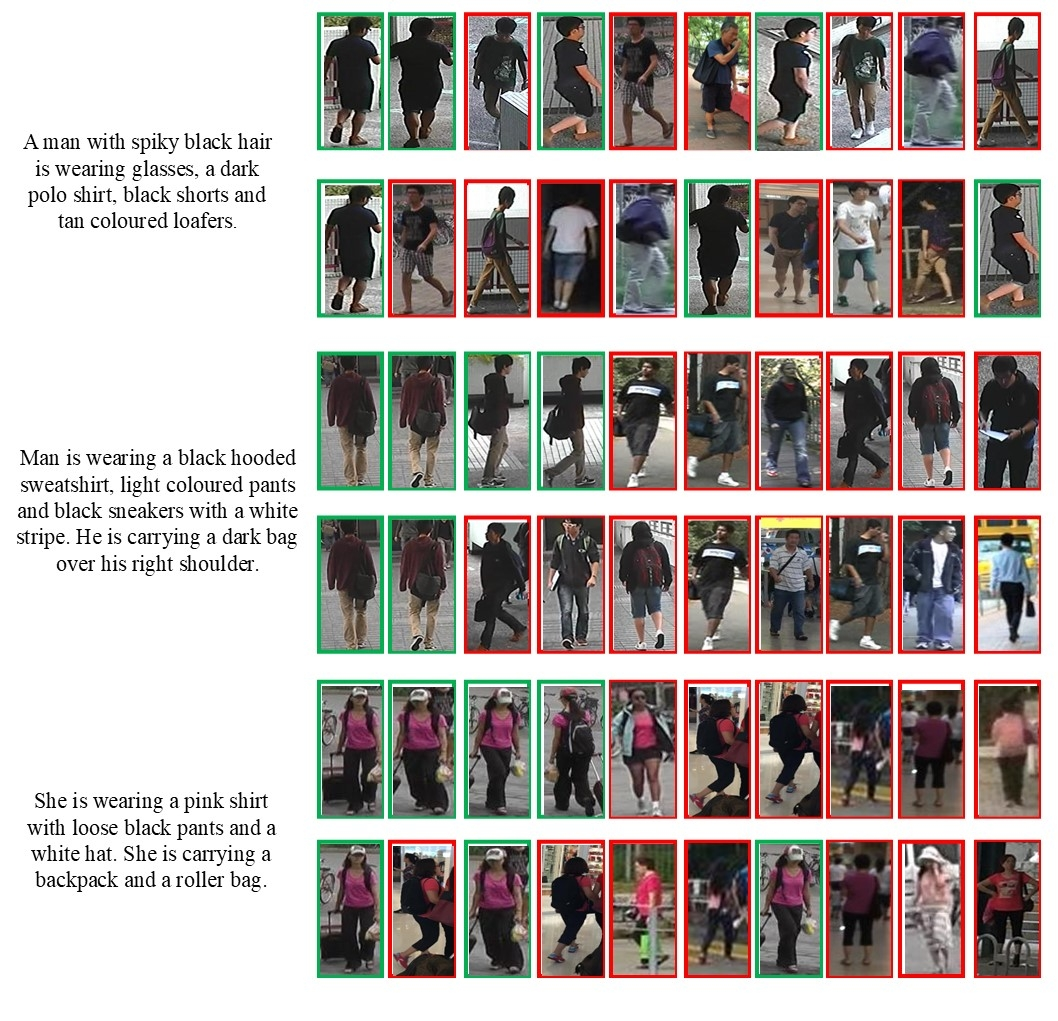 A man with spiky black hair
is wearing glasses, a dark
polo shirt, black shorts and
tan coloured loafers.
Man is wearing a black hooded
sweatshirt, light coloured pants
and black sneakers with a white
stripe. He is carrying a dark bag
over his right shoulder.
She is wearing a pink shirt
with loose black pants and a
white hat. She is carrying a
backpack and a roller bag.